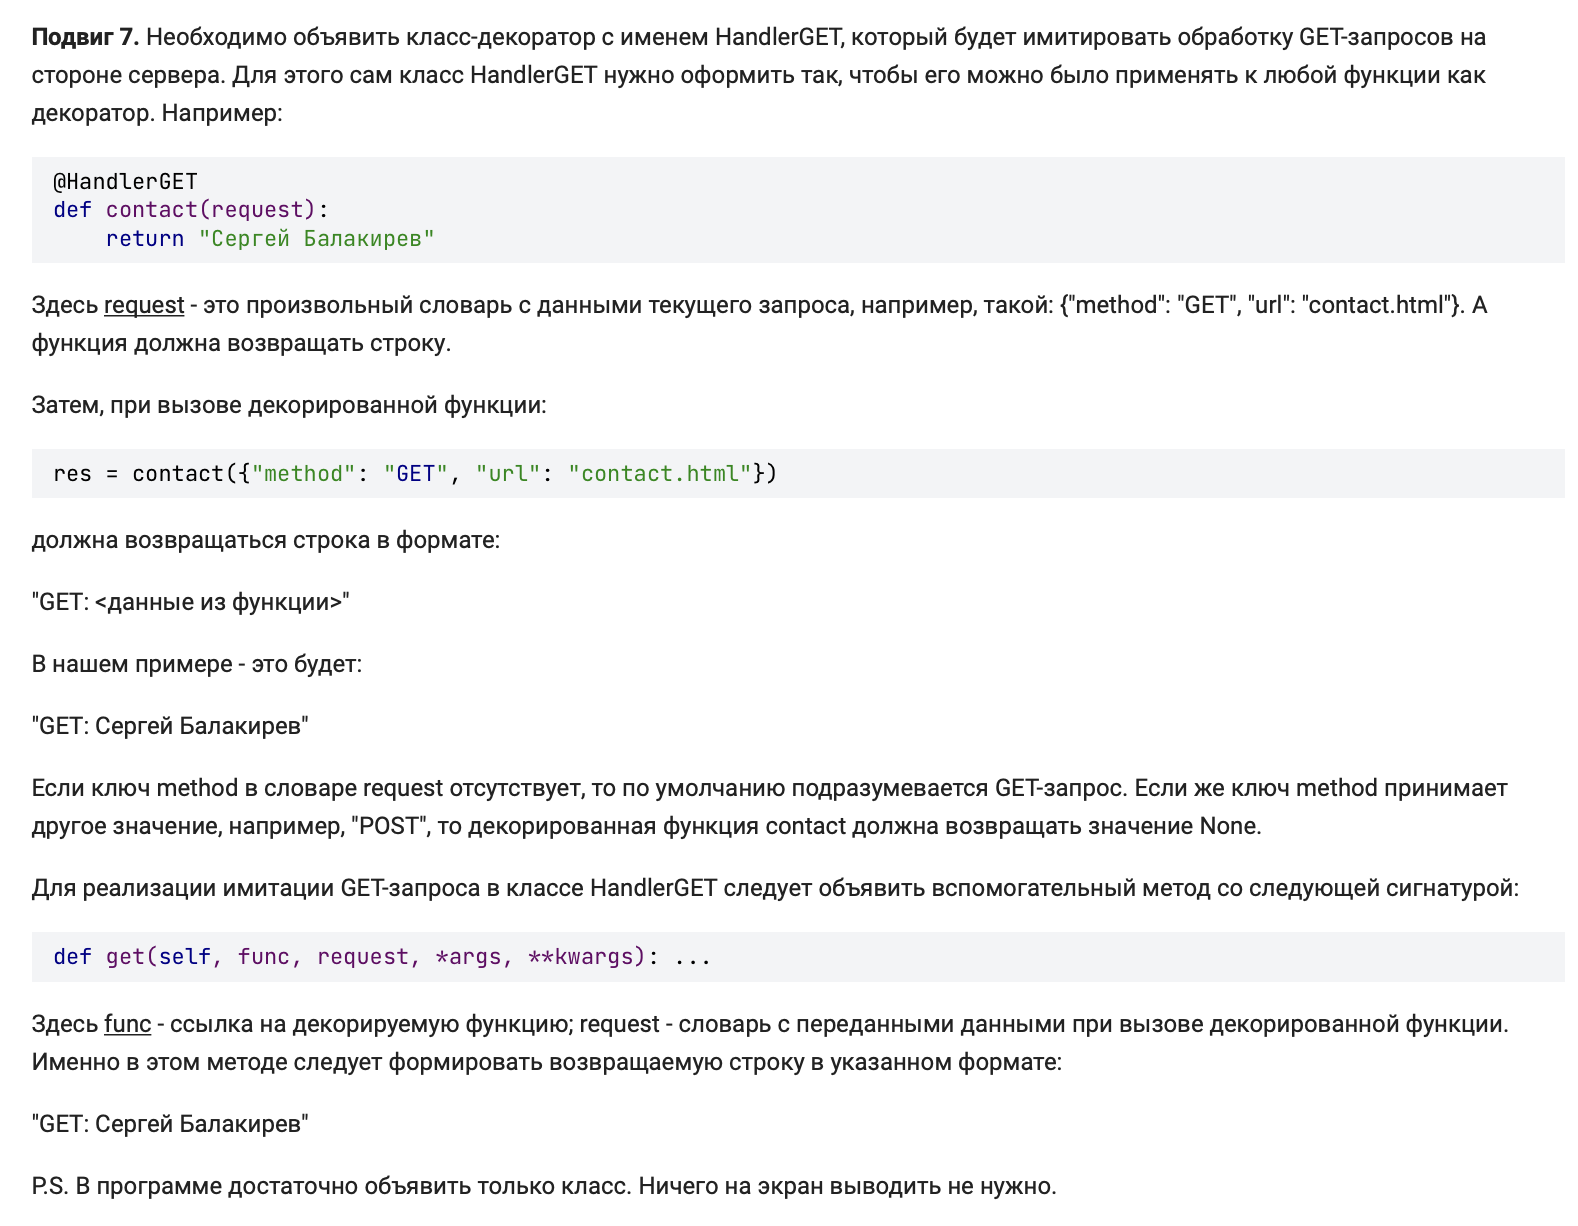 Подвиг 7. Необходимо объявить класс-декоратор с именем HandlerGET, который будет имитировать обработку GET-запросов на
стороне сервера. Для этого сам класс HandlerGET нужно оформить так, чтобы его можно было применять к любой функции как
декоратор. Например:
@HandlerGET
def contact(request):
    return "Сергей Балакирев"
Здесь request - это произвольный словарь с данными текущего запроса, например, такой: {"method": "GET", "url": "contact.html"}. А
функция должна возвращать строку.
Затем, при вызове декорированной функции:
res = contact({"method": "GET", "url": "contact.html"})
должна возвращаться строка в формате:
"GET: <данные из функции>"
В нашем примере - это будет:
"GET: Сергей Балакирев"
Если ключ method в словаре request отсутствует, то по умолчанию подразумевается GET-запрос. Если же ключ method принимает
другое значение, например, "POST", то декорированная функция contact должна возвращать значение None.
Для реализации имитации GET-запроса в классе HandlerGET следует объявить вспомогательный метод со следующей сигнатурой:
def get(self, func, request, *args, **kwargs): ...
Здесь func - ссылка на декорируемую функцию; request - словарь с переданными данными при вызове декорированной функции.
Именно в этом методе следует формировать возвращаемую строку в указанном формате:
"GET: Сергей Балакирев"
P.S. В программе достаточно объявить только класс. Ничего на экран выводить не нужно.